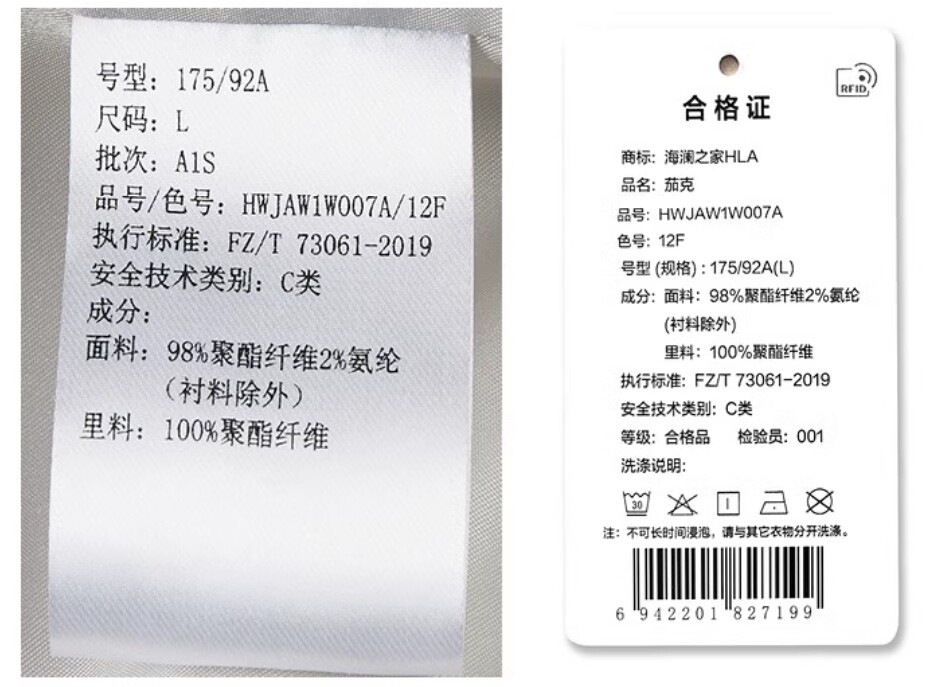 号型：175/92A
尺码：L
批次：A1S
品号/色号：HWJAW1W007A/12F
执行标准：FZ/T 73061-2019
安全技术类别：C类
成分：
面料：98%聚酯纤维2%氨纶
（衬料除外）
里料：100%聚酯纤维
RFID
合格证
商标：海澜之家HLA
品名：茄克
品号：HWJAW1W007A
色号：12F
号型(规格)：175/92A(L)
成分：面料：98%聚酯纤维2%氨纶
(衬料除外)
里料：100%聚酯纤维
执行标准：FZ/T 73061-2019
安全技术类别：C类
等级：合格品 检验员：001
洗涤说明：
30
注：不可长时间浸泡，请与其它衣物分开洗涤。
6 942201 827199